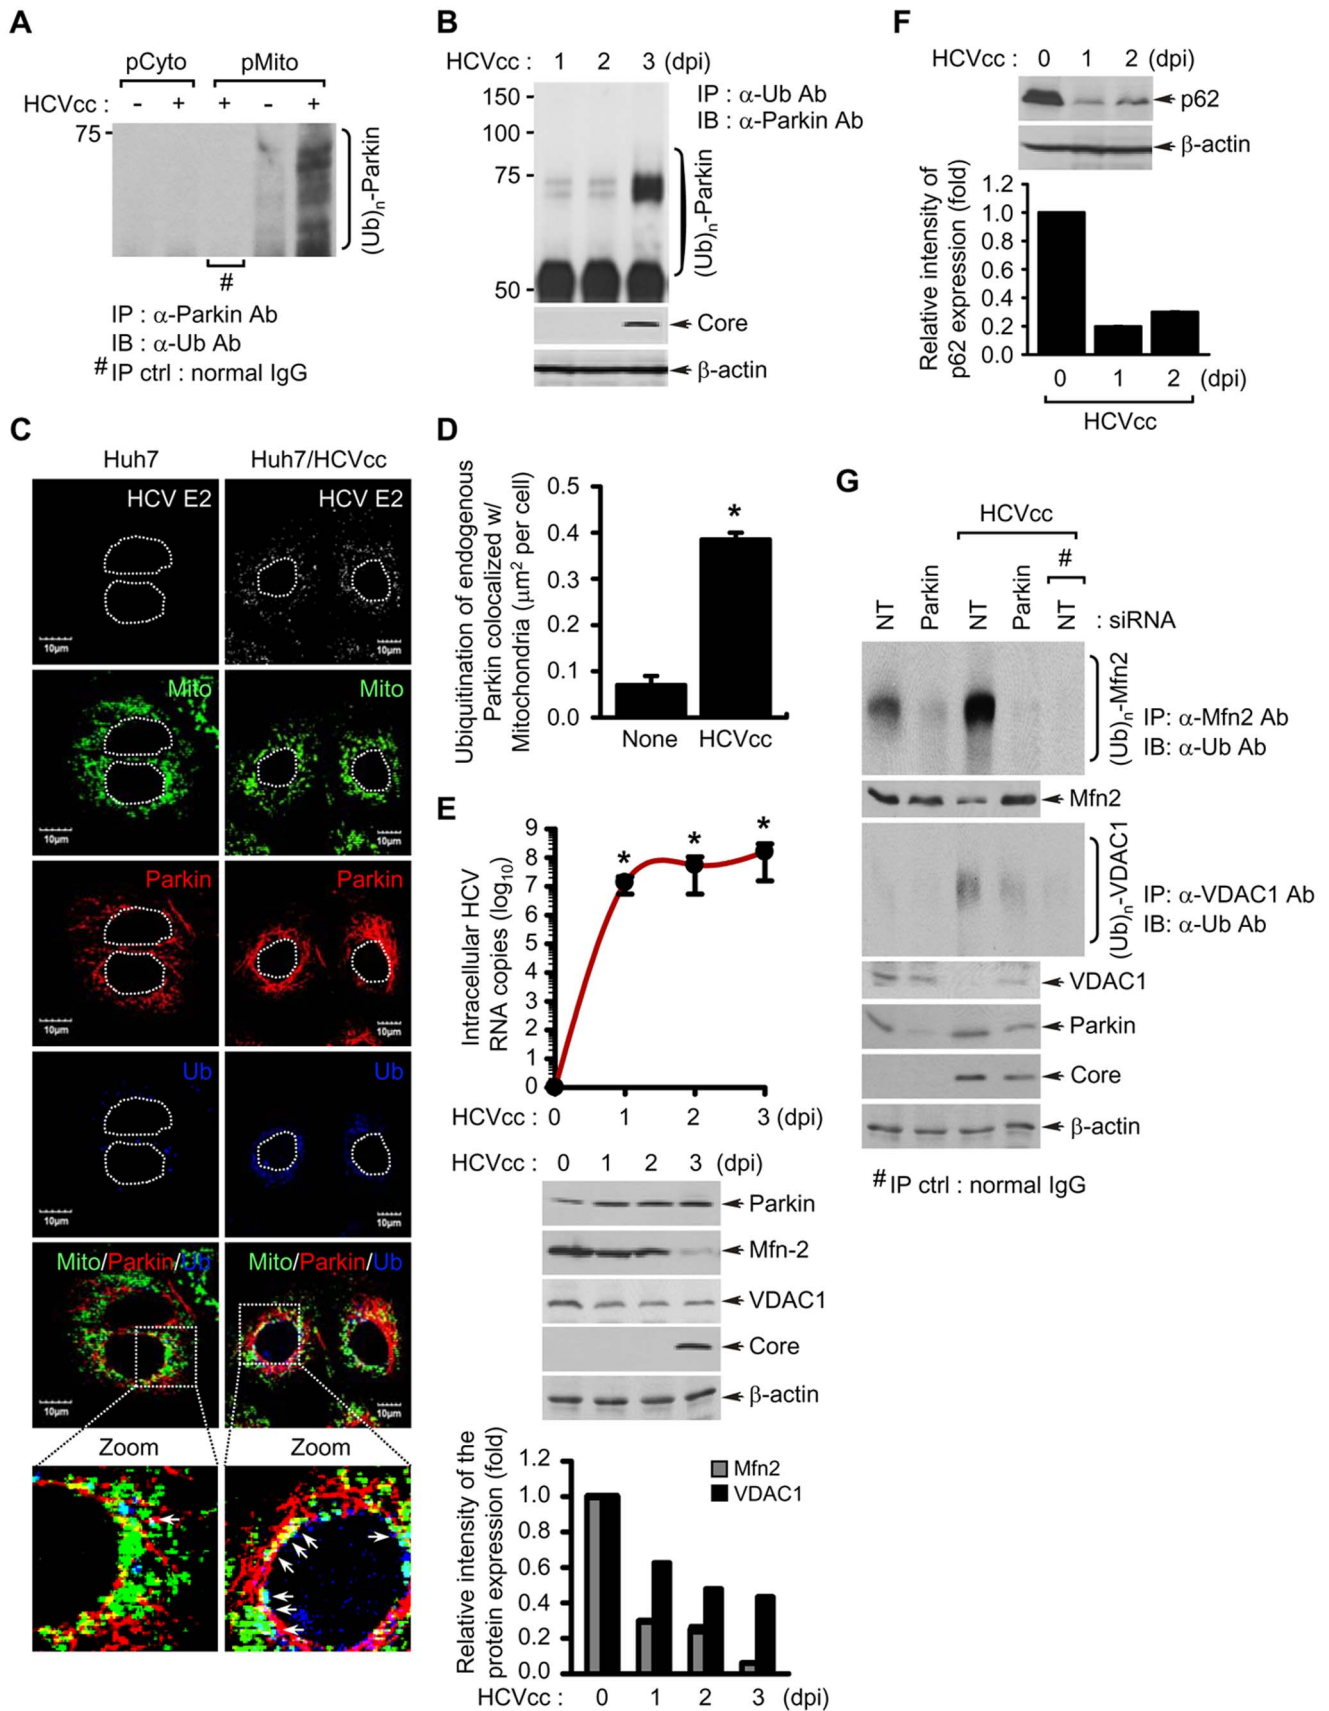 A
pCyto pMito
HCVcc : - + + - +
75
(Ub)n-Parkin
#
IP : α-Parkin Ab
IB : α-Ub Ab
# IP ctrl : normal IgG
B
HCVcc : 1 2 3 (dpi)
150
100
75
50
IP : α-Ub Ab
IB : α-Parkin Ab
(Ub)n-Parkin
Core
β-actin
F
HCVcc : 0 1 2 (dpi)
p62
β-actin
Relative intensity of
p62 expression (fold)
1.2
1.0
0.8
0.6
0.4
0.2
0.0
0 1 2 (dpi)
HCVcc
C
Huh7 Huh7/HCVcc
HCV E2 HCV E2
10μm 10μm
Mito Mito
10μm 10μm
Parkin Parkin
10μm 10μm
Ub Ub
10μm 10μm
Mito/Parkin/Ub Mito/Parkin/Ub
10μm 10μm
Zoom Zoom
D
Ubiquitination of endogenous
Parkin colocalized w/
Mitochondria (μm2 per cell)
0.5
0.4
0.3
0.2
0.1
0.0
*
None HCVcc
E
Intracellular HCV
RNA copies (log10)
9
8
7
6
5
4
3
2
1
0
* * *
HCVcc : 0 1 2 3 (dpi)
HCVcc : 0 1 2 3 (dpi)
Parkin
Mfn-2
VDAC1
Core
β-actin
Relative intensity of the
protein expression (fold)
1.2
1.0
0.8
0.6
0.4
0.2
0.0
Mfn2
VDAC1
HCVcc : 0 1 2 3 (dpi)
G
HCVcc
#
NT Parkin NT Parkin NT : siRNA
(Ub)n-Mfn2
IP: α-Mfn2 Ab
IB: α-Ub Ab
Mfn2
(Ub)n-VDAC1
IP: α-VDAC1 Ab
IB: α-Ub Ab
VDAC1
Parkin
Core
β-actin
# IP ctrl : normal IgG